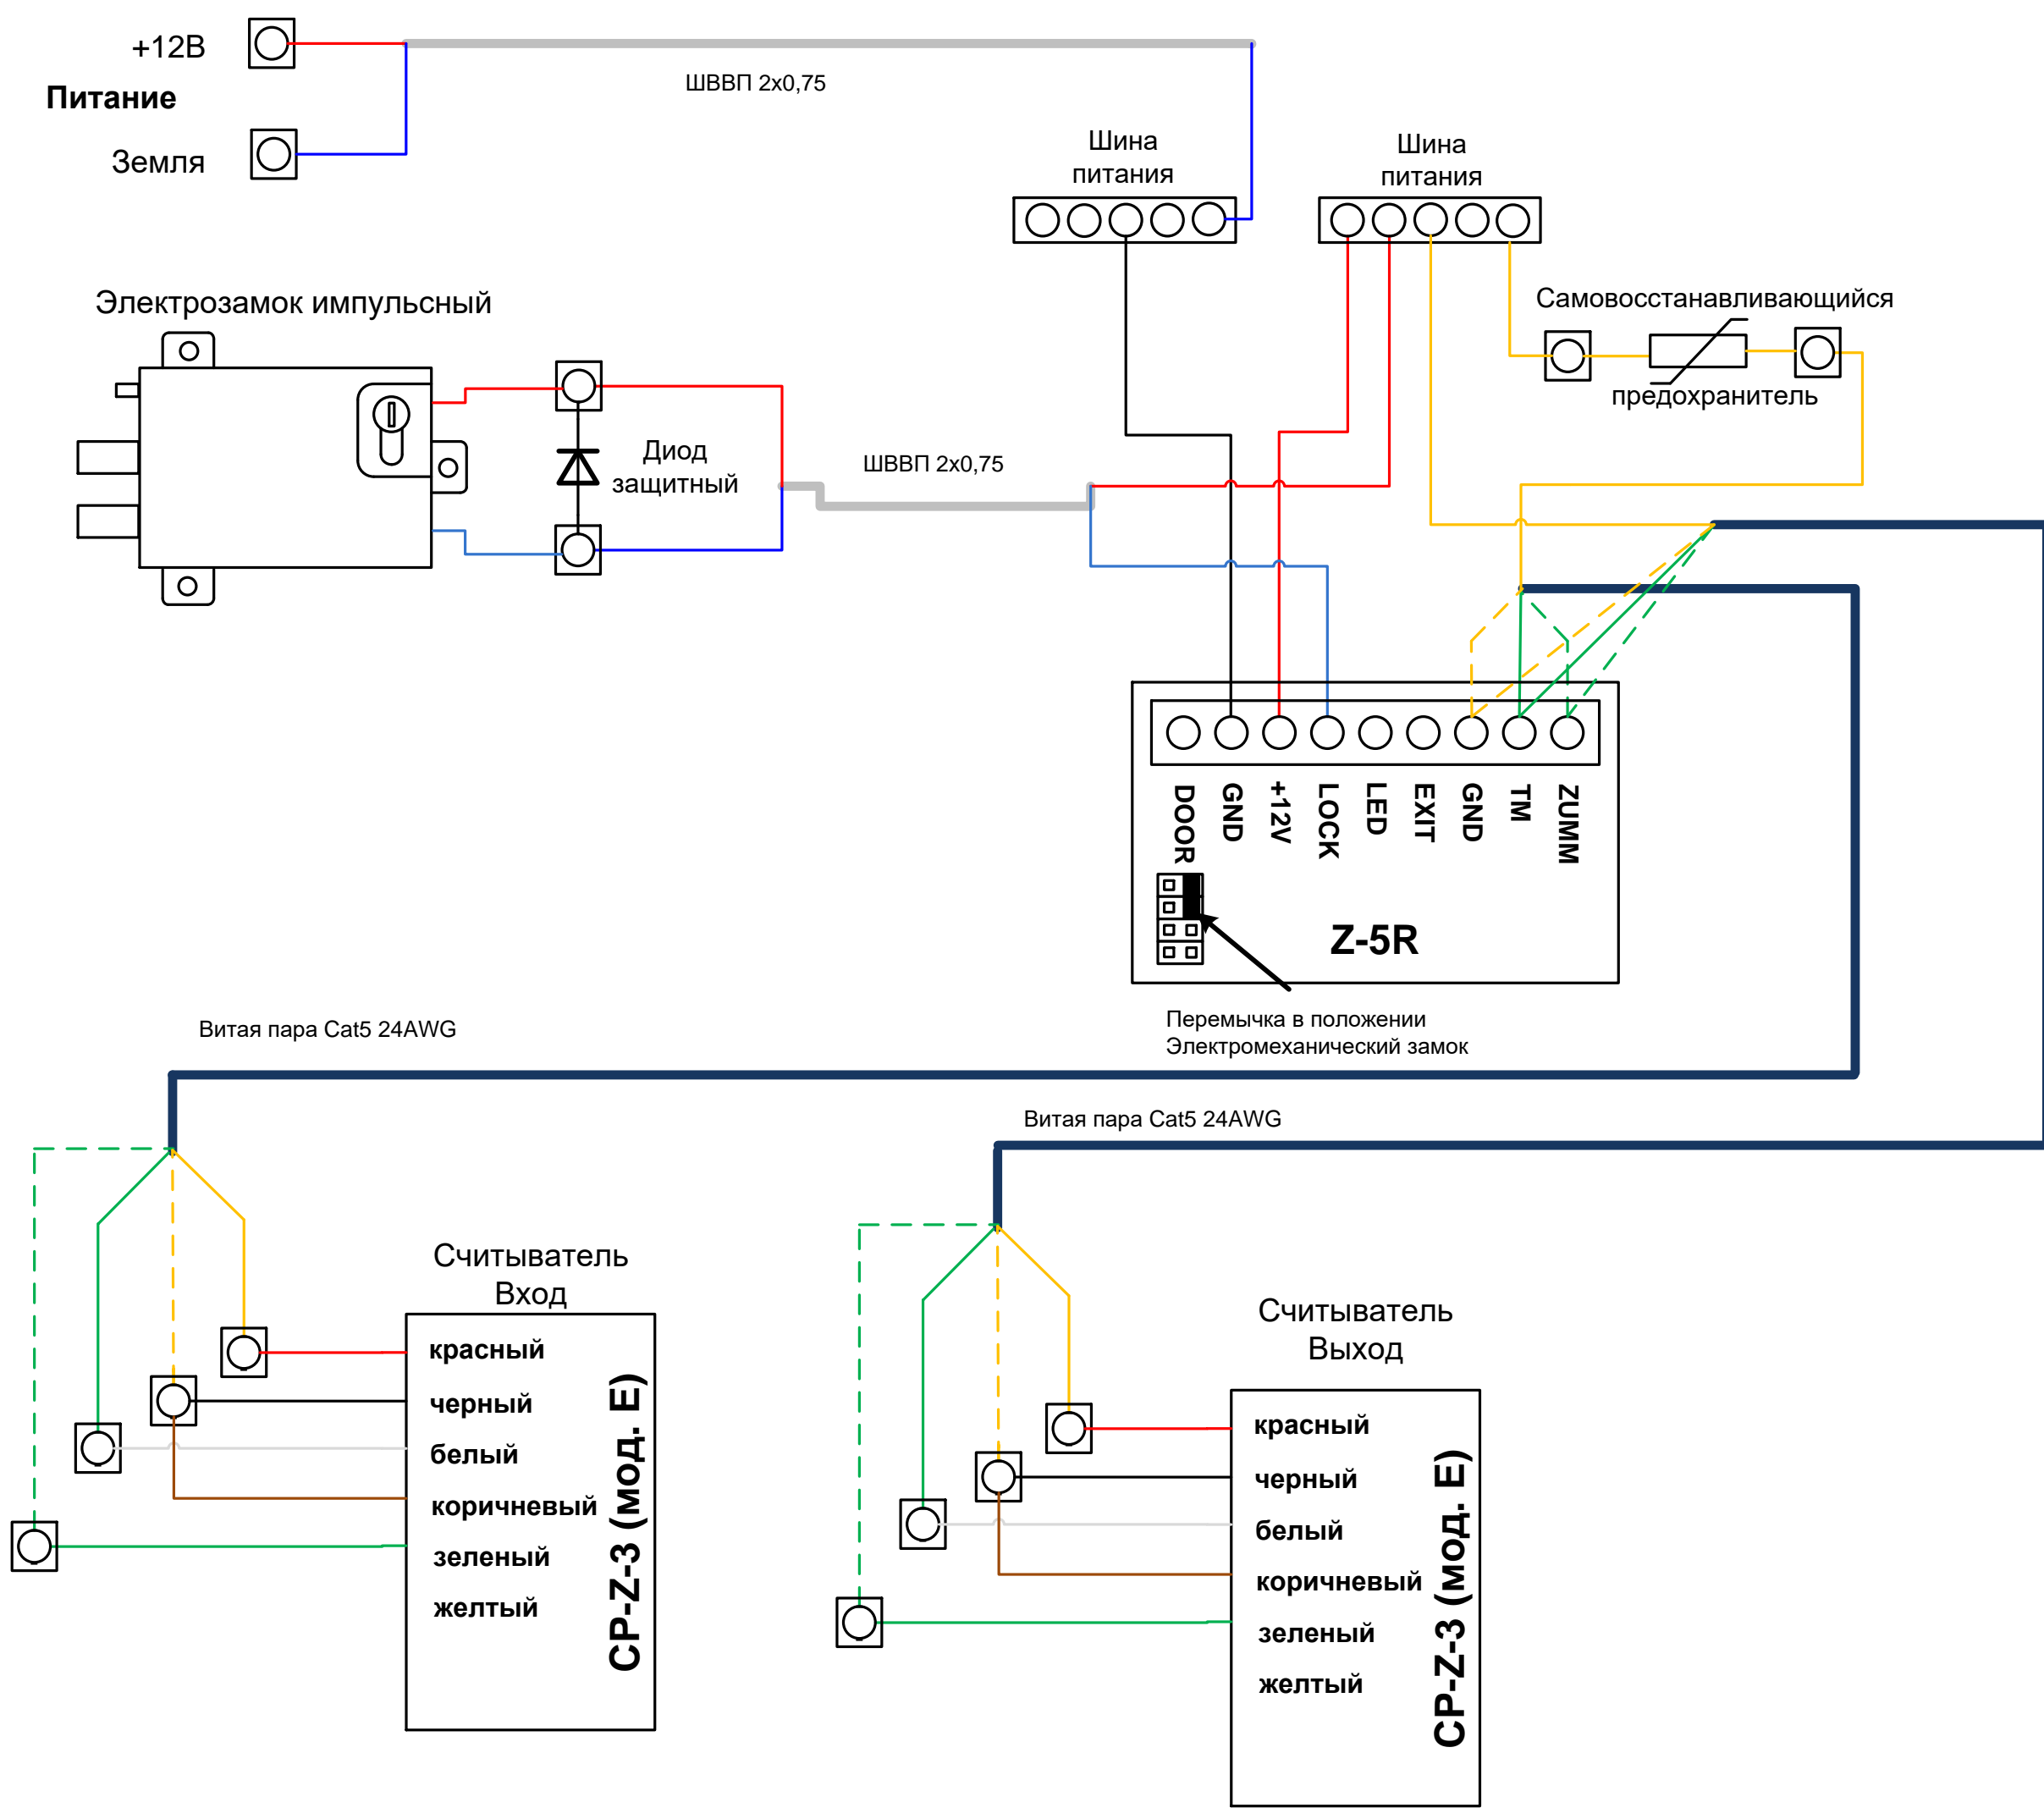 +12В
Питание
Земля
ШВВП 2х0,75
Шина
питания
Шина
питания
Электрозамок импульсный
Самовосстанавливающийся
предохранитель
Диод
защитный
ШВВП 2х0,75
DOOR
GND
+12V
LOCK
LED
EXIT
GND
TM
ZUMM
Z-5R
Перемычка в положении
Электромеханический замок
Витая пара Cat5 24AWG
Витая пара Cat5 24AWG
Считыватель
Вход
красный
черный
белый
коричневый
зеленый
желтый
CP-Z-3 (мод. E)
Считыватель
Выход
красный
черный
белый
коричневый
зеленый
желтый
CP-Z-3 (мод. E)